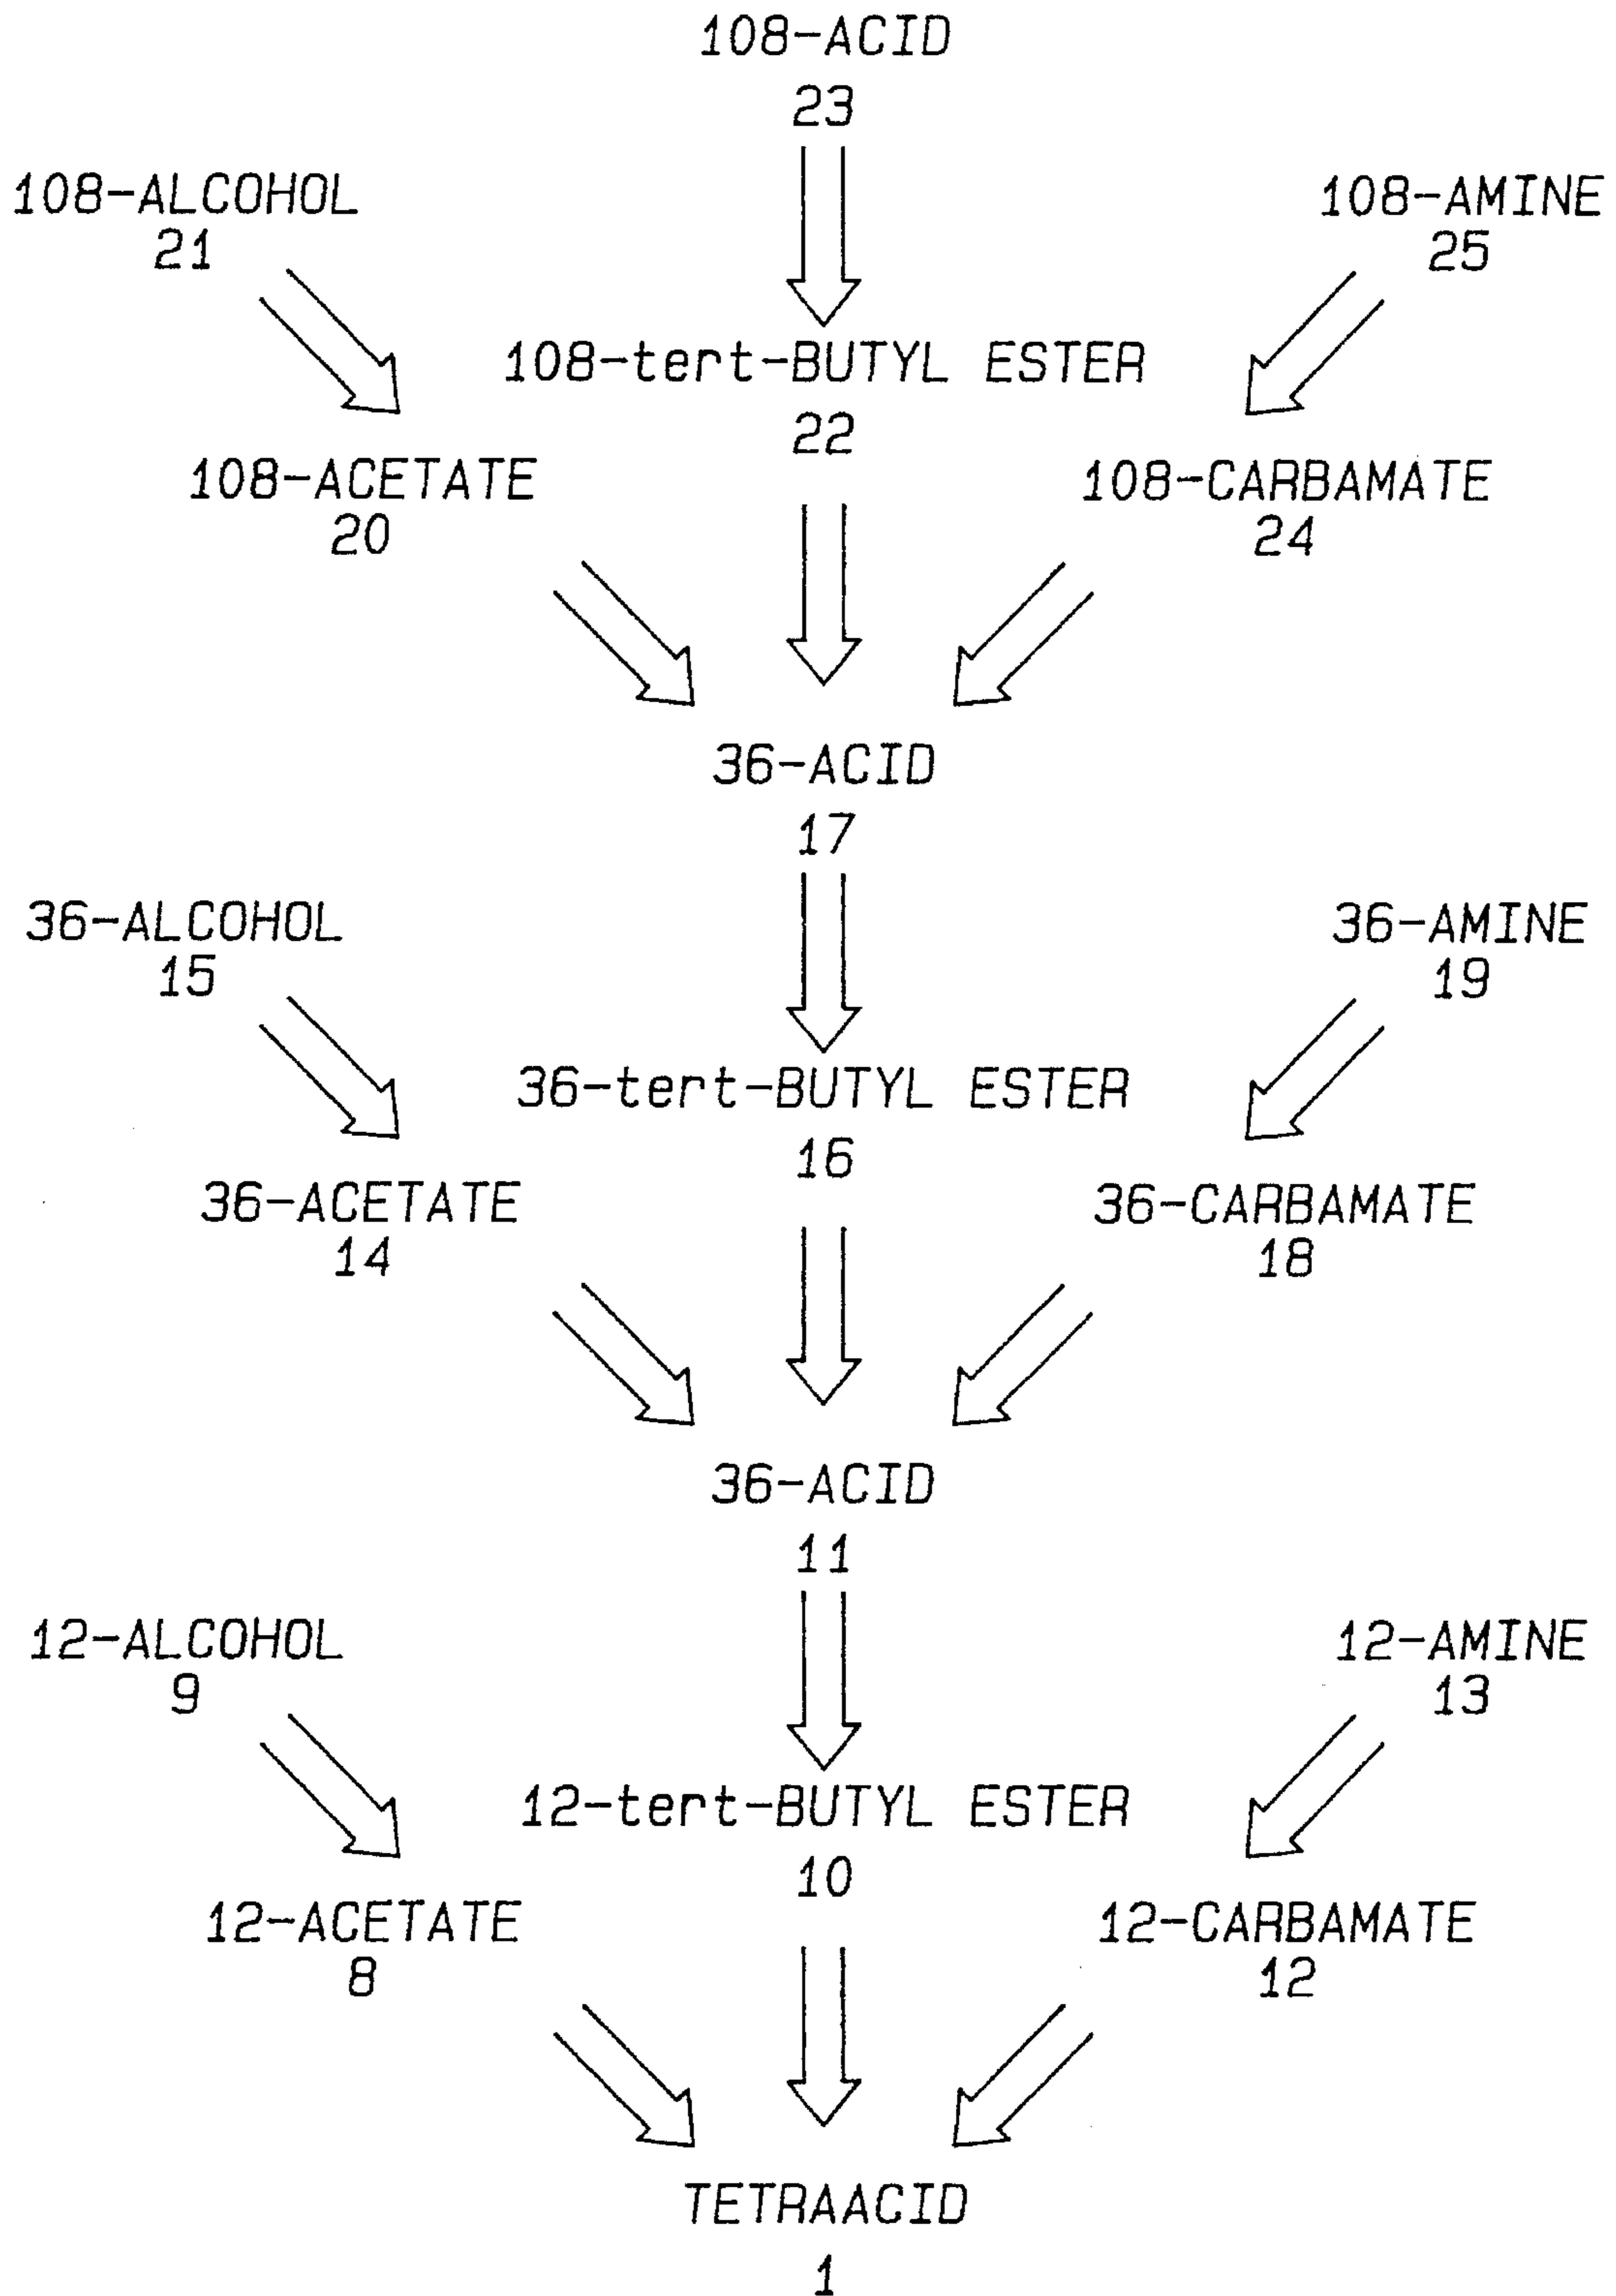 108-ACID
23
108-ALCOHOL
21
108-AMINE
25
108-tert-BUTYL ESTER
22
108-ACETATE
20
108-CARBAMATE
24
36-ACID
17
36-ALCOHOL
15
36-AMINE
19
36-tert-BUTYL ESTER
16
36-ACETATE
14
36-CARBAMATE
18
36-ACID
11
12-ALCOHOL
9
12-AMINE
13
12-tert-BUTYL ESTER
10
12-ACETATE
8
12-CARBAMATE
12
TETRAACID
1